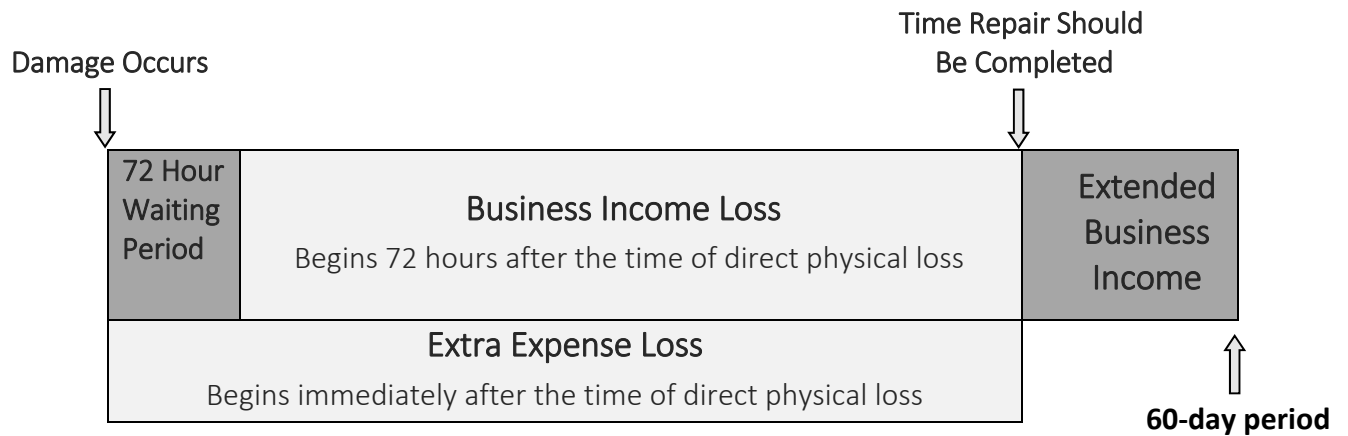 Time Repair Should
Be Completed
Damage Occurs
72 Hour
Waiting
Period
Business Income Loss
Begins 72 hours after the time of direct physical loss
Extended
Business
Income
Extra Expense Loss
Begins immediately after the time of direct physical loss
60-day period